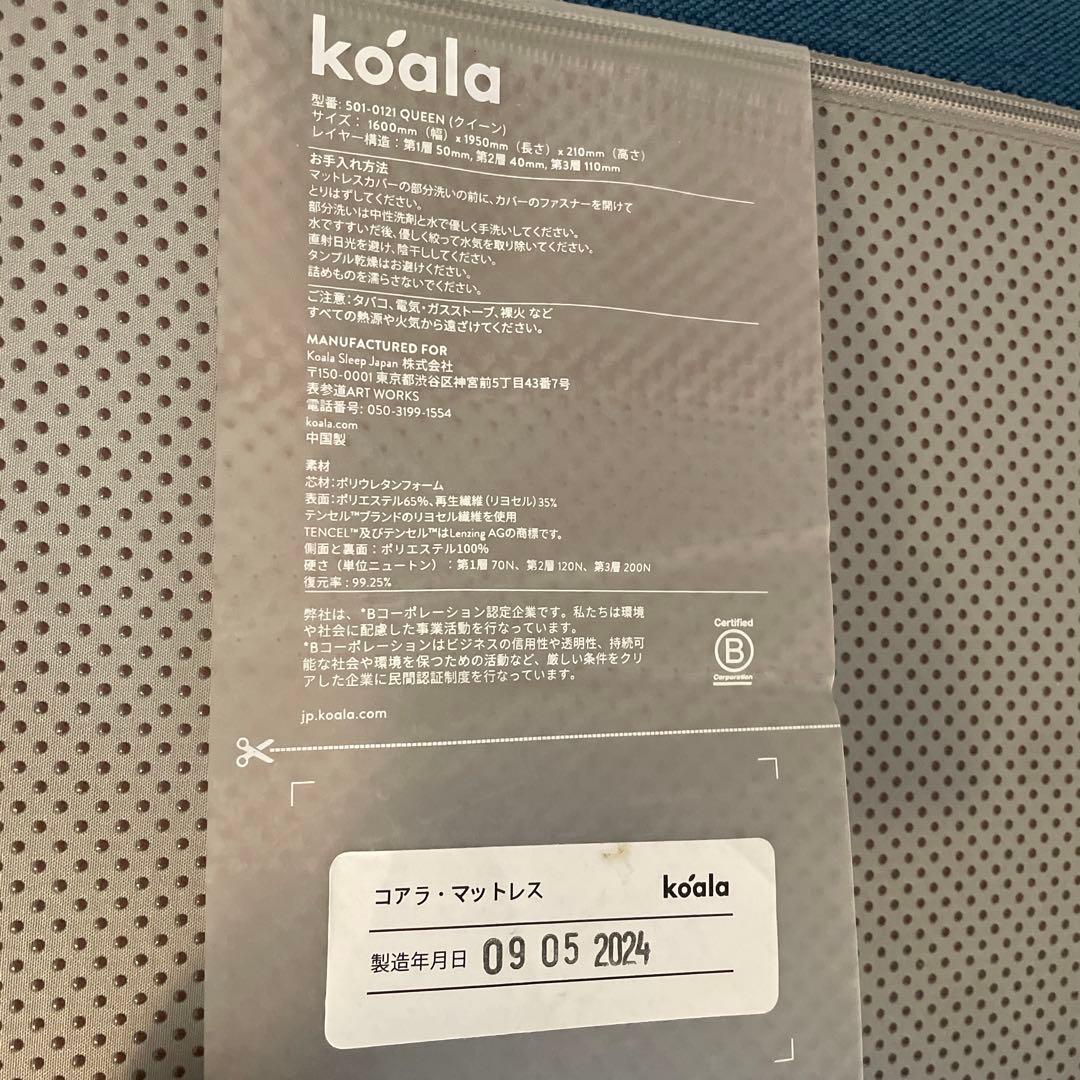 koala
型番: 501-0121 QUEEN (クイーン)
サイズ： 1600mm（幅）x 1950mm（長さ）x 210mm（高さ）
レイヤー構造：第1層 50mm, 第2層 40mm, 第3層 110mm
お手入れ方法
マットレスカバーの部分洗いの前に、カバーのファスナーを開けて
とりはずしてください。
部分洗いは中性洗剤と水で優しく手洗いしてください。
水ですすいだ後、優しく絞って水気を取り除いてください。
直射日光を避け、陰干ししてください。
タンブル乾燥はお避けください。
詰めものを濡らさないでください。
ご注意：タバコ、電気・ガスストーブ、裸火 など
すべての熱源や火気から遠ざけてください。
MANUFACTURED FOR
Koala Sleep Japan 株式会社
〒150-0001 東京都渋谷区神宮前5丁目43番7号
表参道ART WORKS
電話番号: 050-3199-1554
koala.com
中国製
素材
芯材：ポリウレタンフォーム
表面：ポリエステル65%、再生繊維（リヨセル）35%
テンセル™ブランドのリヨセル繊維を使用
TENCEL™及びテンセル™はLenzing AGの商標です。
側面と裏面：ポリエステル100%
硬さ（単位ニュートン）：第1層 70N、第2層 120N、第3層 200N
復元率 : 99.25%
弊社は、*Bコーポレーション認定企業です。私たちは環境
や社会に配慮した事業活動を行なっています。
*Bコーポレーションはビジネスの信用性や透明性、持続可
能な社会や環境を保つための活動など、厳しい条件をクリ
アした企業に民間認証制度を行なっています。
Certified
B
Corporation
jp.koala.com
コアラ・マットレス koala
製造年月日 09 05 2024